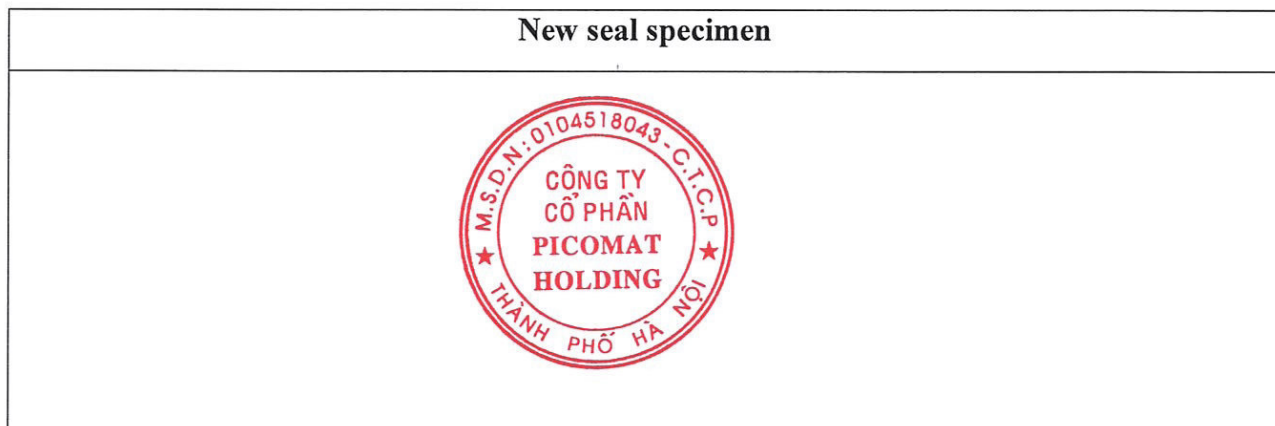 New seal specimen
M.S.D.N:0104518043-C.T.C.P
CÔNG TY
CỔ PHẦN
PICOMAT
HOLDING
THÀNH PHỐ HÀ NỘI